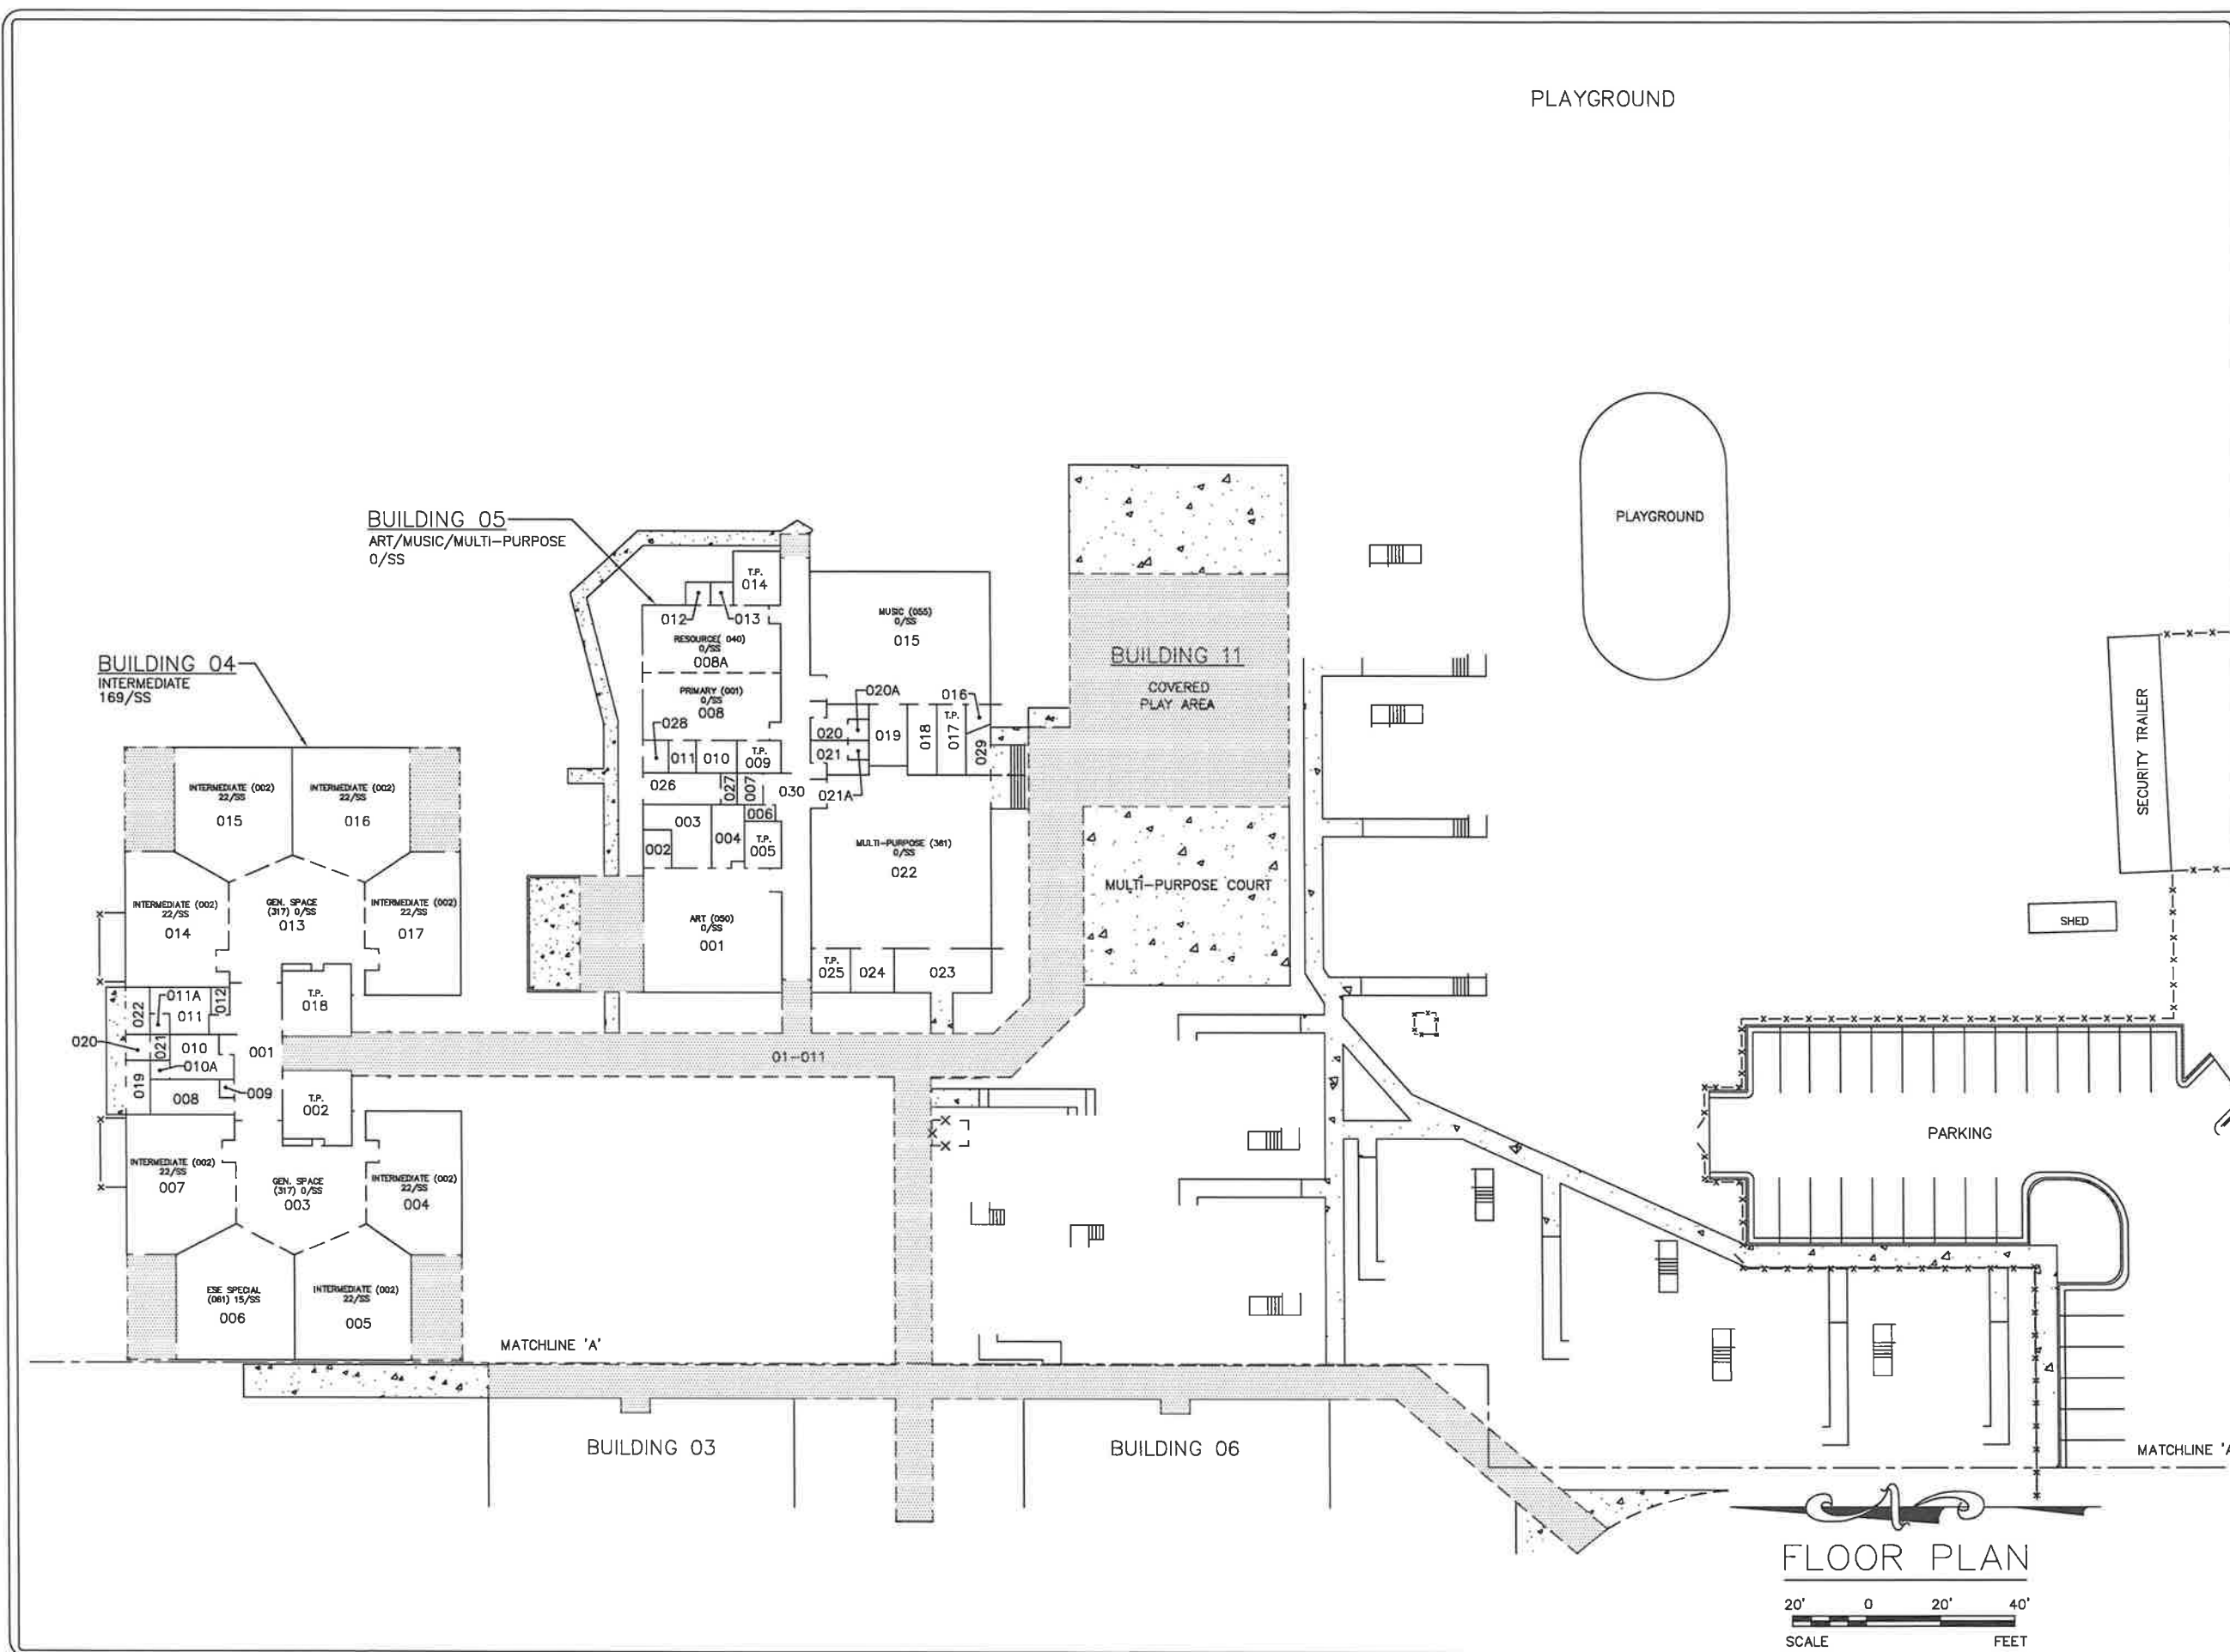 PLAYGROUND
PLAYGROUND
BUILDING 05
ART/MUSIC/MULTI-PURPOSE
0/SS
T.P.
014
012
013
RESOURCE( 040)
0/SS
008A
PRIMARY (001)
0/SS
008
028
011
010
T.P.
009
026
027
007
030
003
004
006
002
T.P.
005
ART (050)
0/SS
001
MUSIC (055)
0/SS
015
020A
016
020
019
018
T.P.
017
029
021
021A
MULTI-PURPOSE (361)
0/SS
022
T.P.
025
024
023
BUILDING 11
COVERED
PLAY AREA
MULTI-PURPOSE COURT
SECURITY TRAILER
SHED
PARKING
BUILDING 04
INTERMEDIATE
169/SS
INTERMEDIATE (002)
22/SS
015
INTERMEDIATE (002)
22/SS
016
INTERMEDIATE (002)
22/SS
014
GEN. SPACE
(317) 0/SS
013
INTERMEDIATE (002)
22/SS
017
T.P.
018
022
011A
011
012
020
021
010
001
010A
019
008
009
T.P.
002
01-011
INTERMEDIATE (002)
22/SS
007
GEN. SPACE
(317) 0/SS
003
INTERMEDIATE (002)
22/SS
004
ESE SPECIAL
(061) 15/SS
006
INTERMEDIATE (002)
22/SS
005
MATCHLINE 'A'
BUILDING 03
BUILDING 06
MATCHLINE 'A
N
FLOOR PLAN
20' 0 20' 40'
SCALE FEET